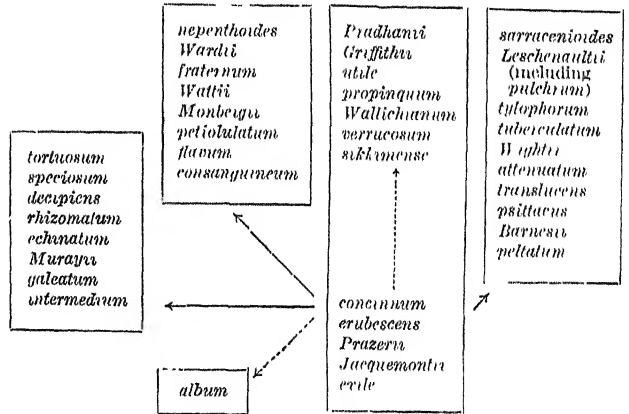 nepenthoides
Wardii
fraternum
Wattii
Monbeigii
petiolulatum
flavum
consanguineum
Pradhanii
Griffithii
utile
propinquum
Wallichianum
verrucosum
sikkimense
sarracenioides
Leschenaultii
(including
pulchrum)
tylophorum
tuberculatum
Wightii
attenuatum
translucens
psittacus
Barnesii
peltatum
tortuosum
speciosum
decipiens
rhizomatum
echinatum
Murayii
galeatum
intermedium
concinnum
erubescens
Prazerii
Jacquemontii
exile
album